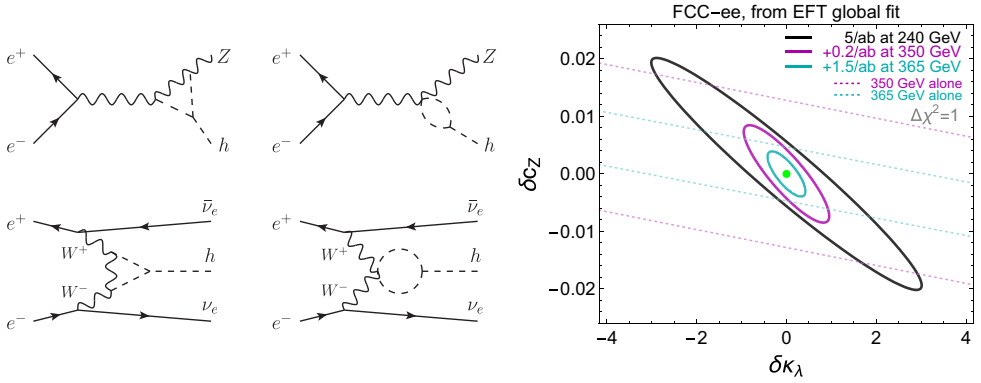 e⁺
Z
e⁻
h
e⁺
Z
e⁻
h
e⁺
ν̄ₑ
W⁺
h
W⁻
e⁻
νₑ
e⁺
ν̄ₑ
W⁺
h
W⁻
e⁻
νₑ
FCC−ee, from EFT global fit
5/ab at 240 GeV
+0.2/ab at 350 GeV
+1.5/ab at 365 GeV
350 GeV alone
365 GeV alone
Δχ²=1
δc_Z
0.02
0.01
0.00
−0.01
−0.02
−4
−2
0
2
4
δκ_λ